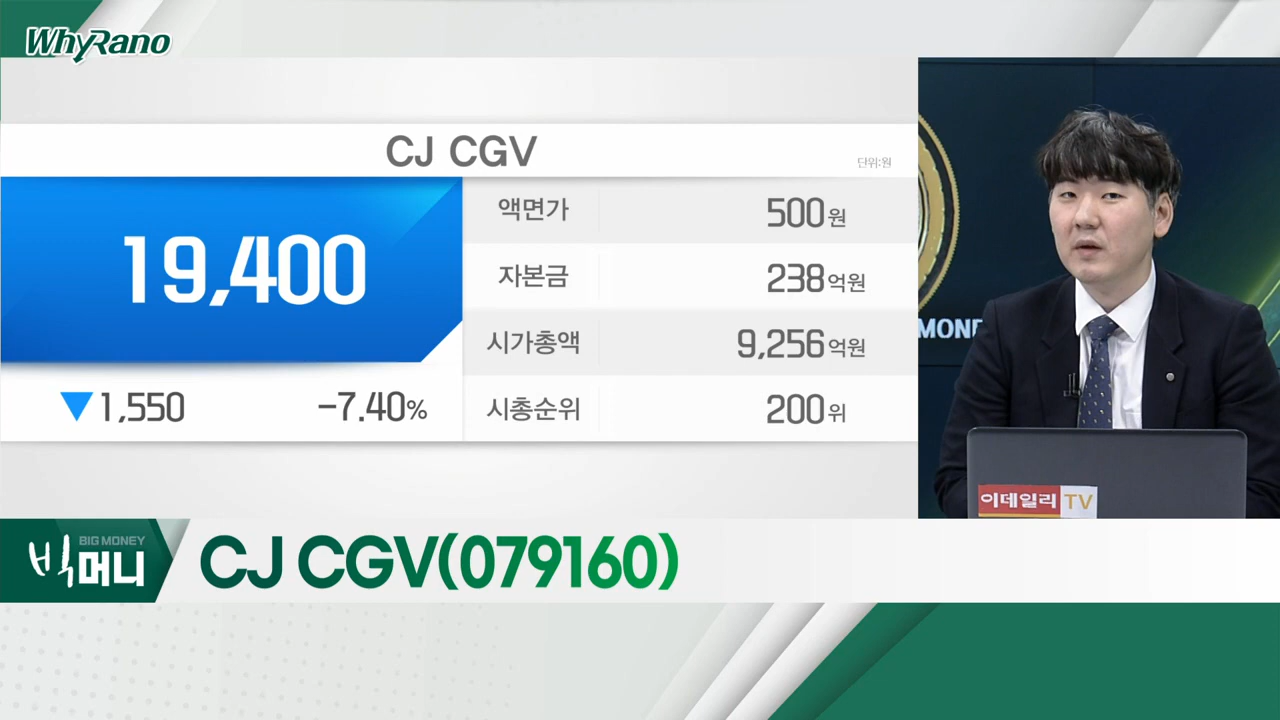 WhyRano
CJ CGV
단위:원
19,400
▼1,550 -7.40%
액면가 500원
자본금 238억원
시가총액 9,256억원
시총순위 200위
MONE
이데일리TV
BIG MONEY
빅머니
CJ CGV(079160)